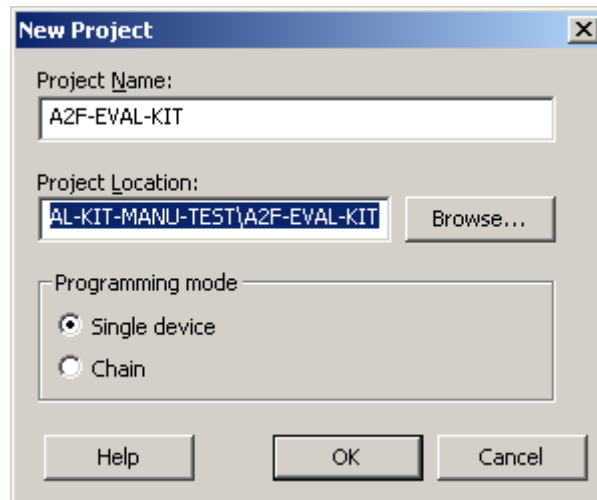 New Project
Project Name:
A2F-EVAL-KIT
Project Location:
AL-KIT-MANU-TEST\A2F-EVAL-KIT
Browse...
Programming mode
Single device
Chain
Help
OK
Cancel